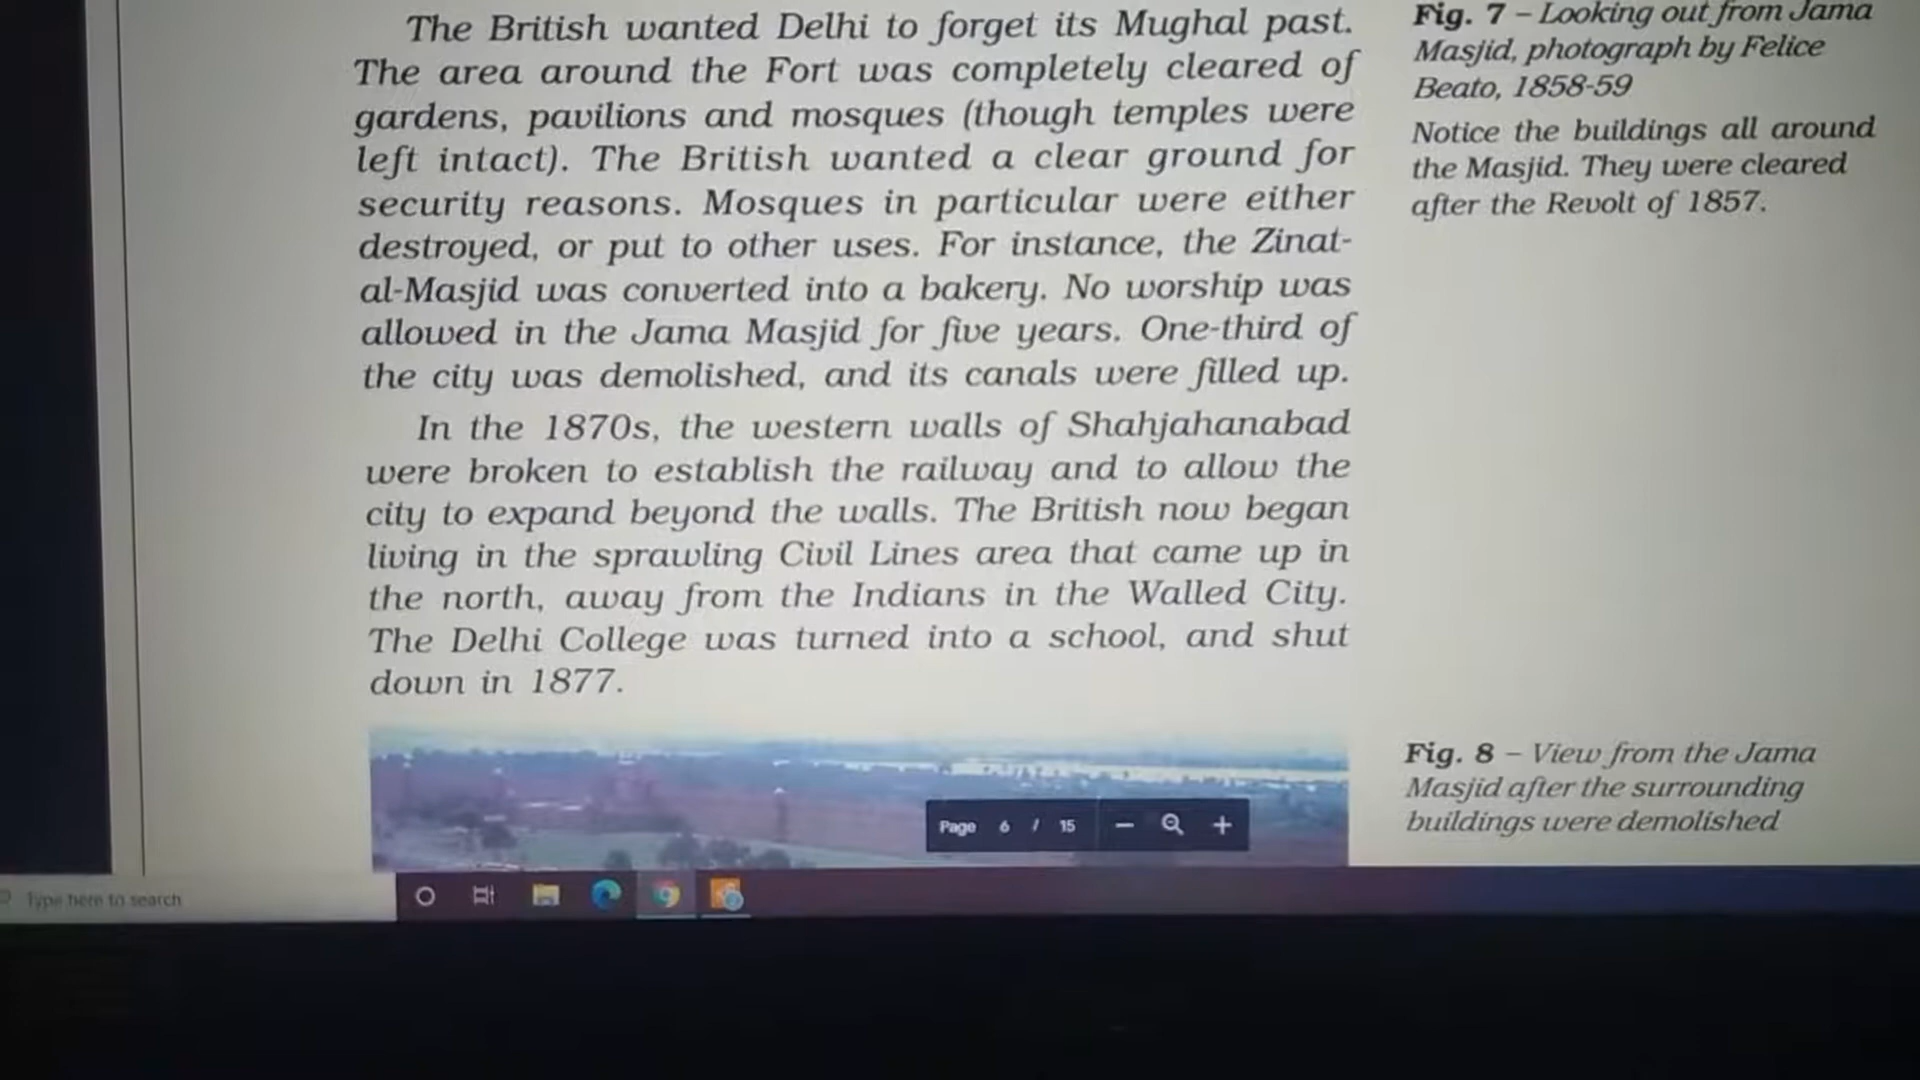 The British wanted Delhi to forget its Mughal past.
The area around the Fort was completely cleared of
gardens, pavilions and mosques (though temples were
left intact). The British wanted a clear ground for
security reasons. Mosques in particular were either
destroyed, or put to other uses. For instance, the Zinat-
al-Masjid was converted into a bakery. No worship was
allowed in the Jama Masjid for five years. One-third of
the city was demolished, and its canals were filled up.
In the 1870s, the western walls of Shahjahanabad
were broken to establish the railway and to allow the
city to expand beyond the walls. The British now began
living in the sprawling Civil Lines area that came up in
the north, away from the Indians in the Walled City.
The Delhi College was turned into a school, and shut
down in 1877.
Fig. 7 – Looking out from Jama
Masjid, photograph by Felice
Beato, 1858-59
Notice the buildings all around
the Masjid. They were cleared
after the Revolt of 1857.
Fig. 8 – View from the Jama
Masjid after the surrounding
buildings were demolished
Page 6 / 15
Type here to search